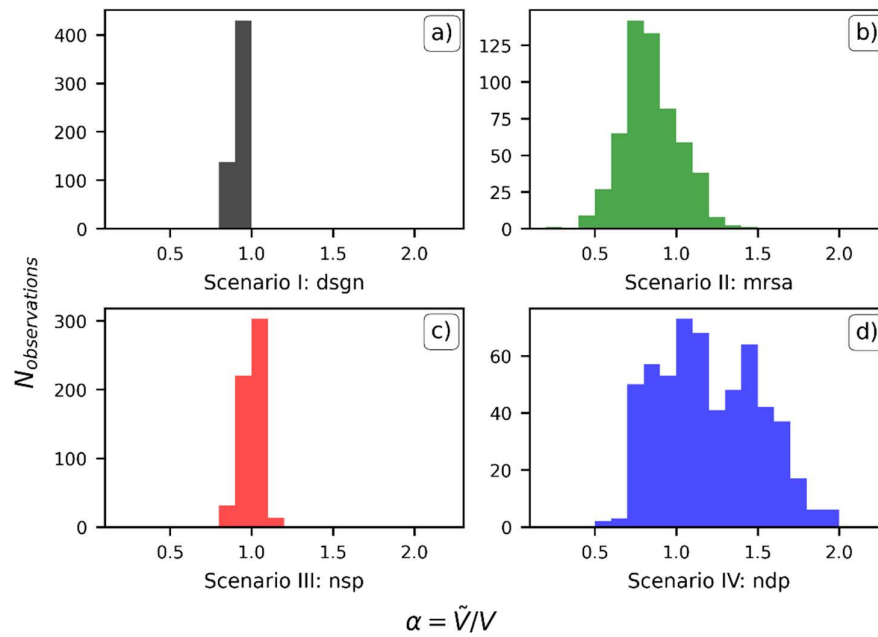 a)
400
300
200
100
0
0.5 1.0 1.5 2.0
Scenario I: dsgn
b)
125
100
75
50
25
0
0.5 1.0 1.5 2.0
Scenario II: mrsa
N_observations
c)
300
200
100
0
0.5 1.0 1.5 2.0
Scenario III: nsp
d)
60
40
20
0
0.5 1.0 1.5 2.0
Scenario IV: ndp
α = Ṽ/V